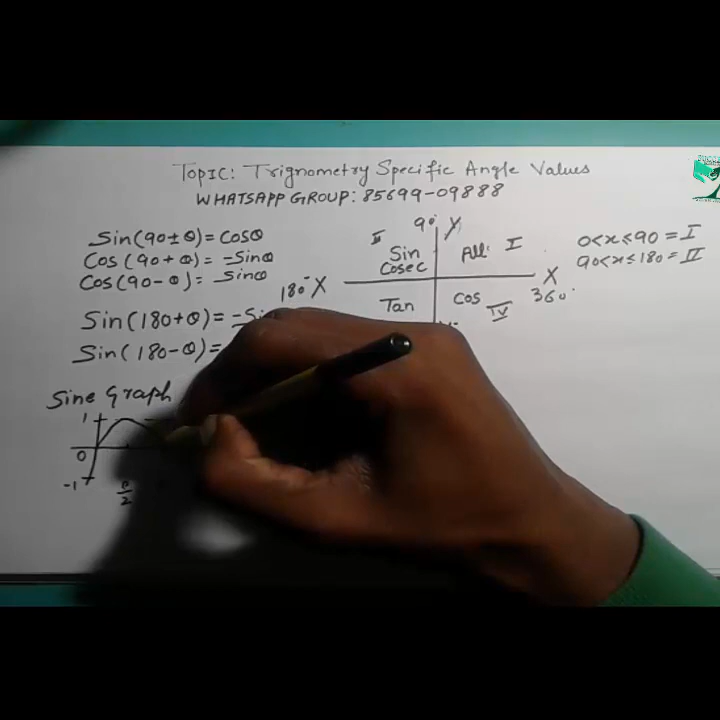 Topic: Trignometry Specific Angle Values
WHATSAPP GROUP: 85699-09888
Sin(90±θ)=Cosθ
Cos(90+θ)=-Sinθ
Cos(90-θ)= Sinθ
Sin(180+θ)=-Si
Sin(180-θ)=
90° Y
II
Sin
Cosec
All
I
180° X
X
360°
Tan
Cos
IV
0<x≤90=I
90<x≤180=II
Sine Graph
1
0
-1
2